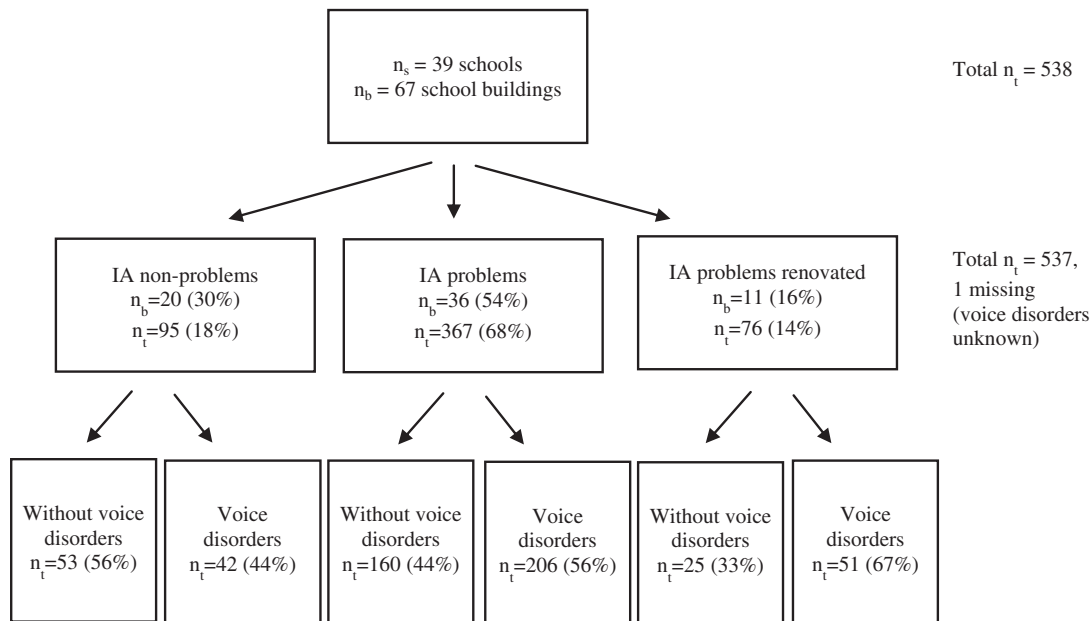 n_s = 39 schools
n_b = 67 school buildings
Total n_t = 538
IA non-problems
n_b=20 (30%)
n_t=95 (18%)
IA problems
n_b=36 (54%)
n_t=367 (68%)
IA problems renovated
n_b=11 (16%)
n_t=76 (14%)
Total n_t = 537,
1 missing
(voice disorders
unknown)
Without voice
disorders
n_t=53 (56%)
Voice
disorders
n_t=42 (44%)
Without voice
disorders
n_t=160 (44%)
Voice
disorders
n_t=206 (56%)
Without voice
disorders
n_t=25 (33%)
Voice
disorders
n_t=51 (67%)